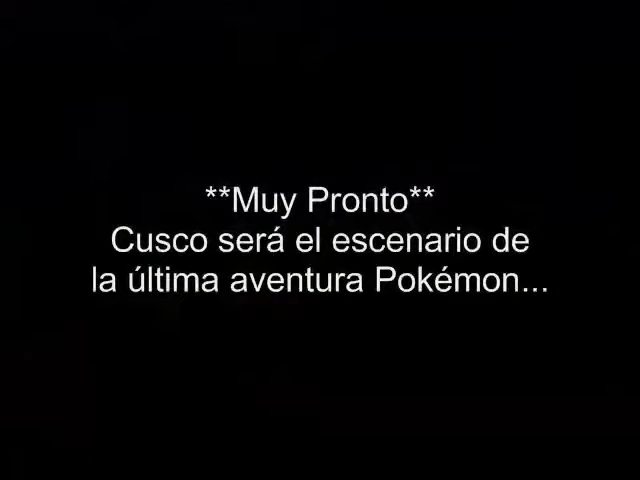 **Muy Pronto**
Cusco será el escenario de
la última aventura Pokémon...